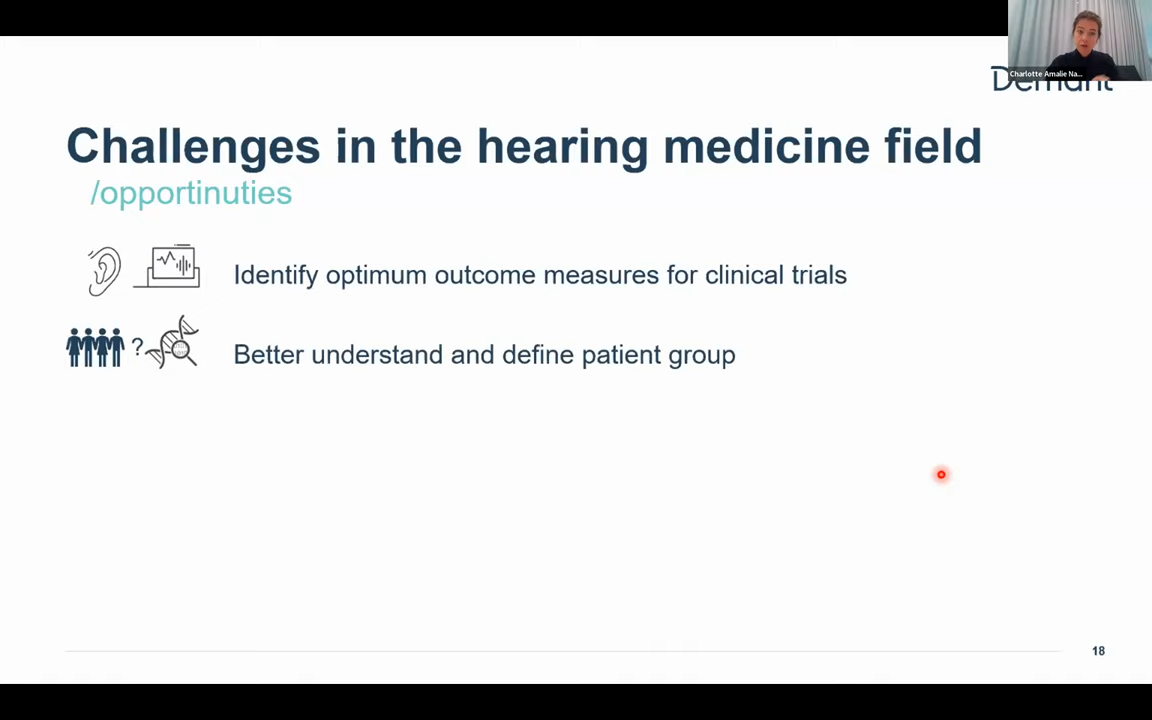 Charlotte Amalie Na...
Demant
Challenges in the hearing medicine field
/opportinuties
Identify optimum outcome measures for clinical trials
?
Better understand and define patient group
18